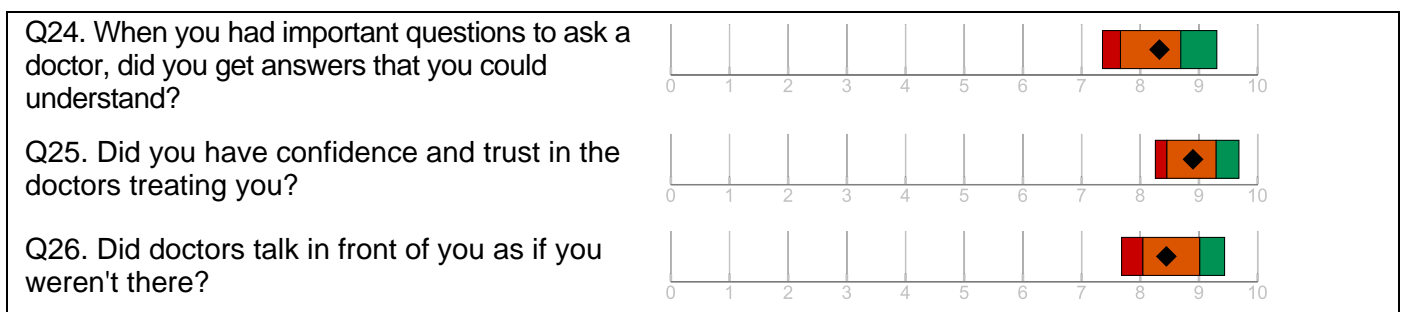 Q24. When you had important questions to ask a
doctor, did you get answers that you could
understand?
0 1 2 3 4 5 6 7 8 9 10
Q25. Did you have confidence and trust in the
doctors treating you?
0 1 2 3 4 5 6 7 8 9 10
Q26. Did doctors talk in front of you as if you
weren't there?
0 1 2 3 4 5 6 7 8 9 10